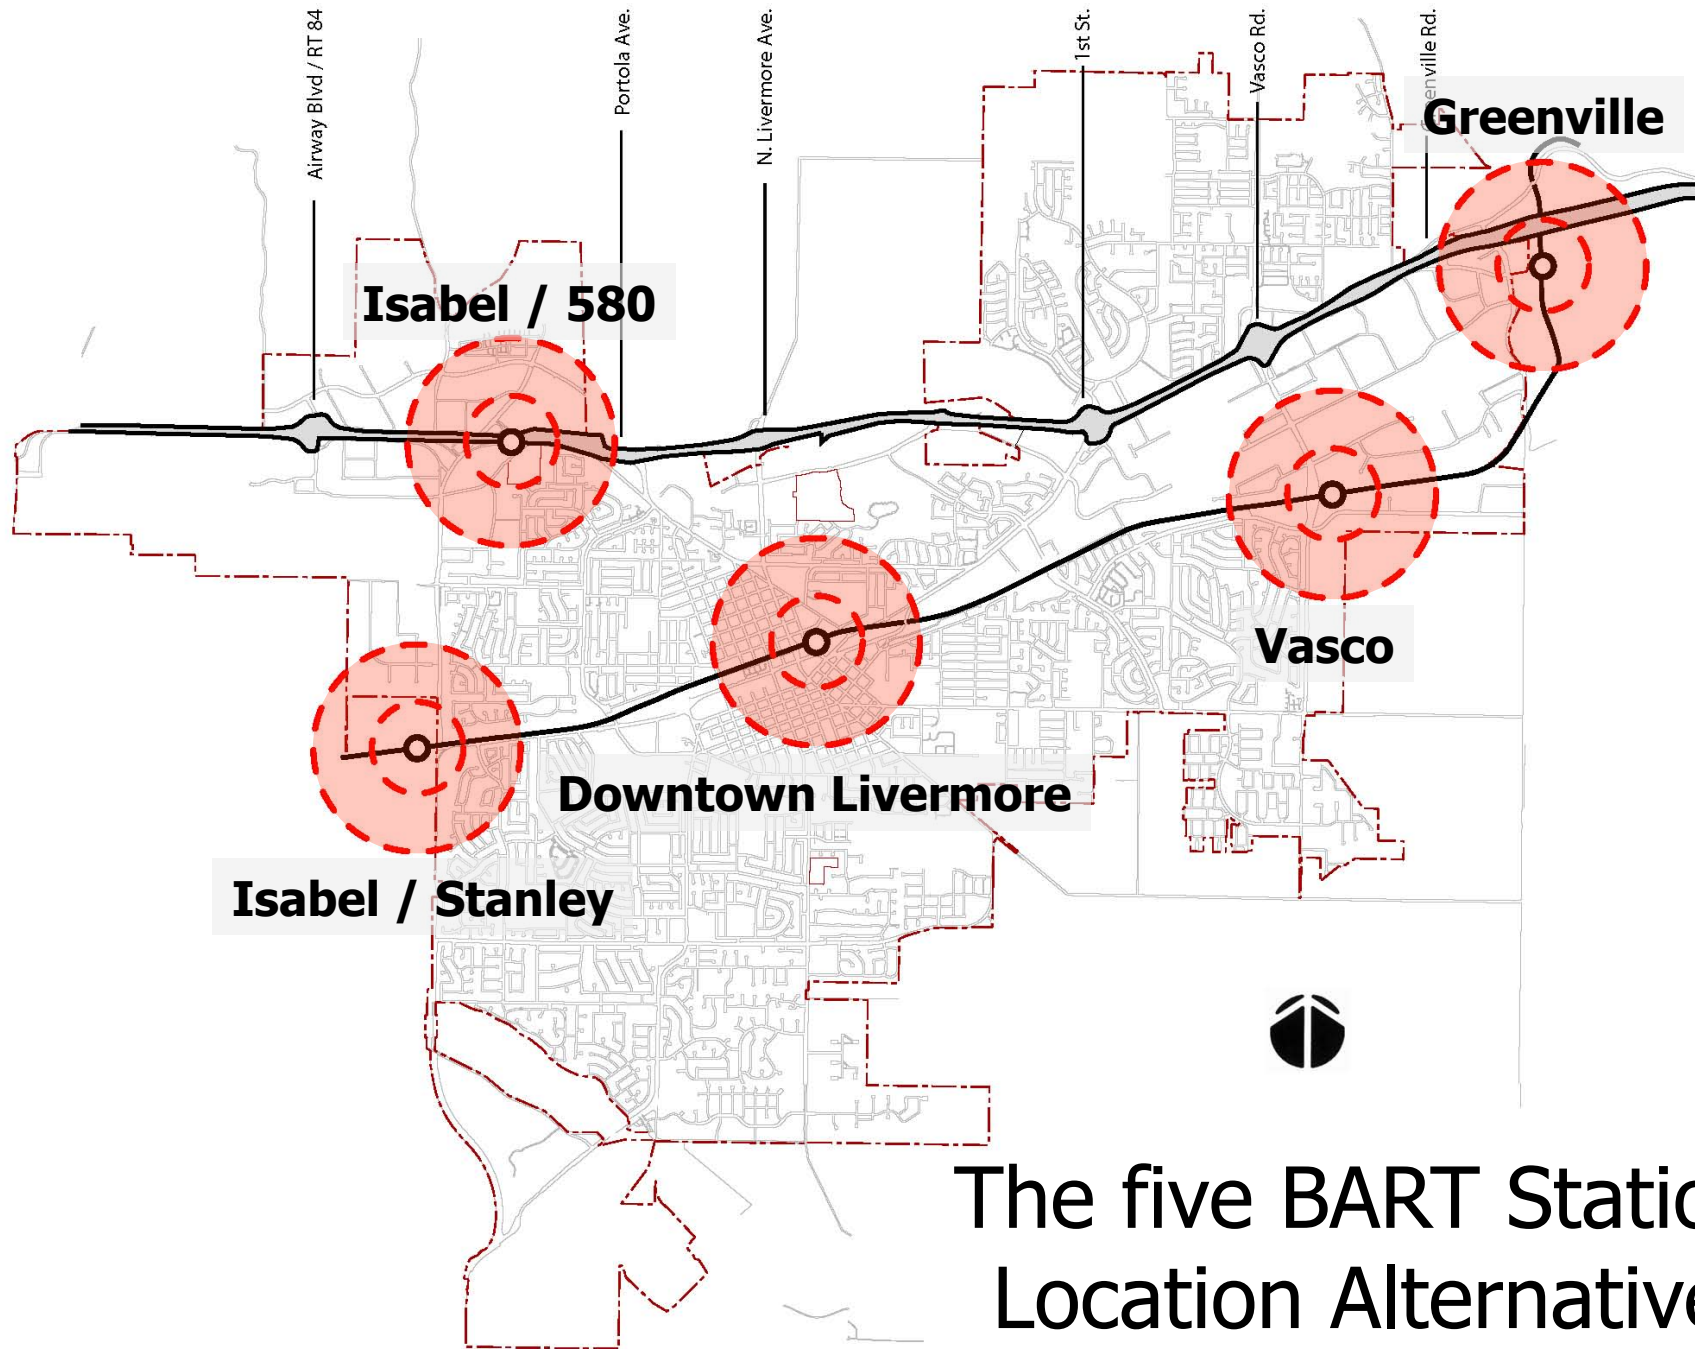 Airway Blvd / RT 84
Portola Ave.
N. Livermore Ave.
1st St.
Vasco Rd.
Greenville
Isabel / 580
Vasco
Downtown Livermore
Isabel / Stanley
The five BART Statio
Location Alternative